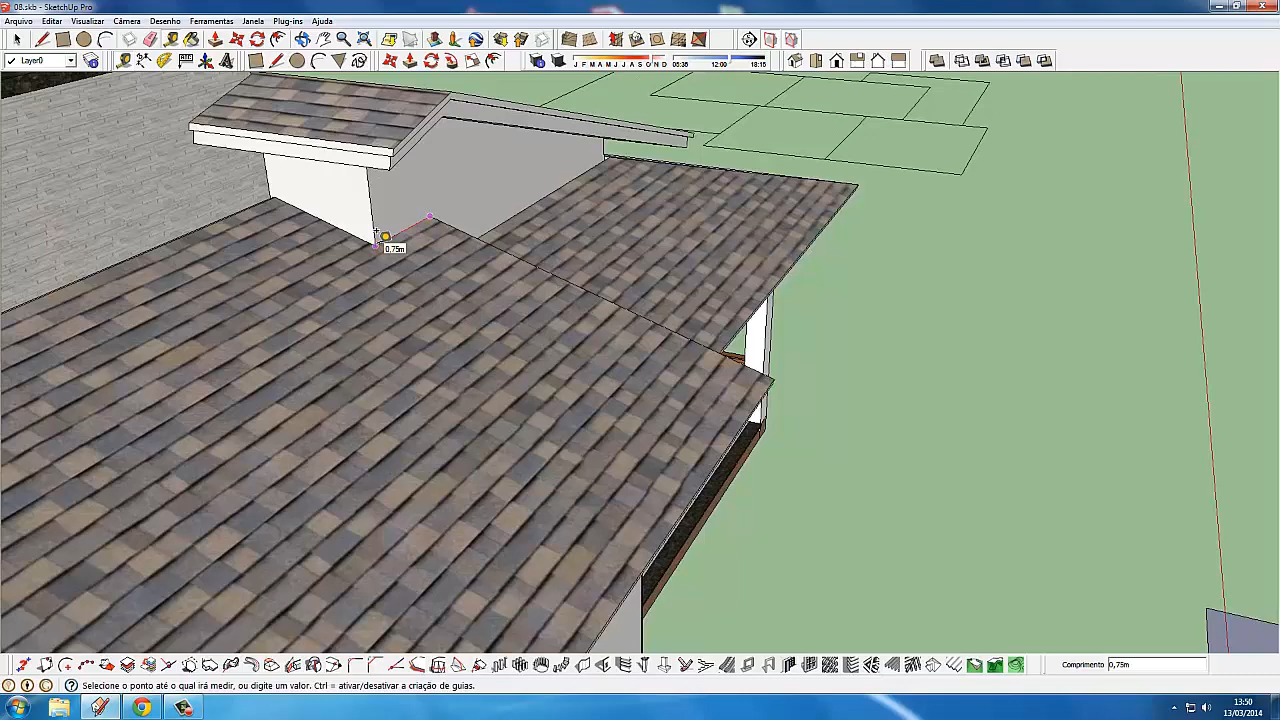 08.skb - SketchUp Pro
Arquivo Editar Visualizar Câmera Desenho Ferramentas Janela Plug-ins Ajuda
Layer0
J F M A M J J A S O N D 06:36 12:00 18:15
0,75m
Comprimento 0,75m
Selecione o ponto até o qual irá medir, ou digite um valor. Ctrl = ativar/desativar a criação de guias.
13:50
13/03/2014